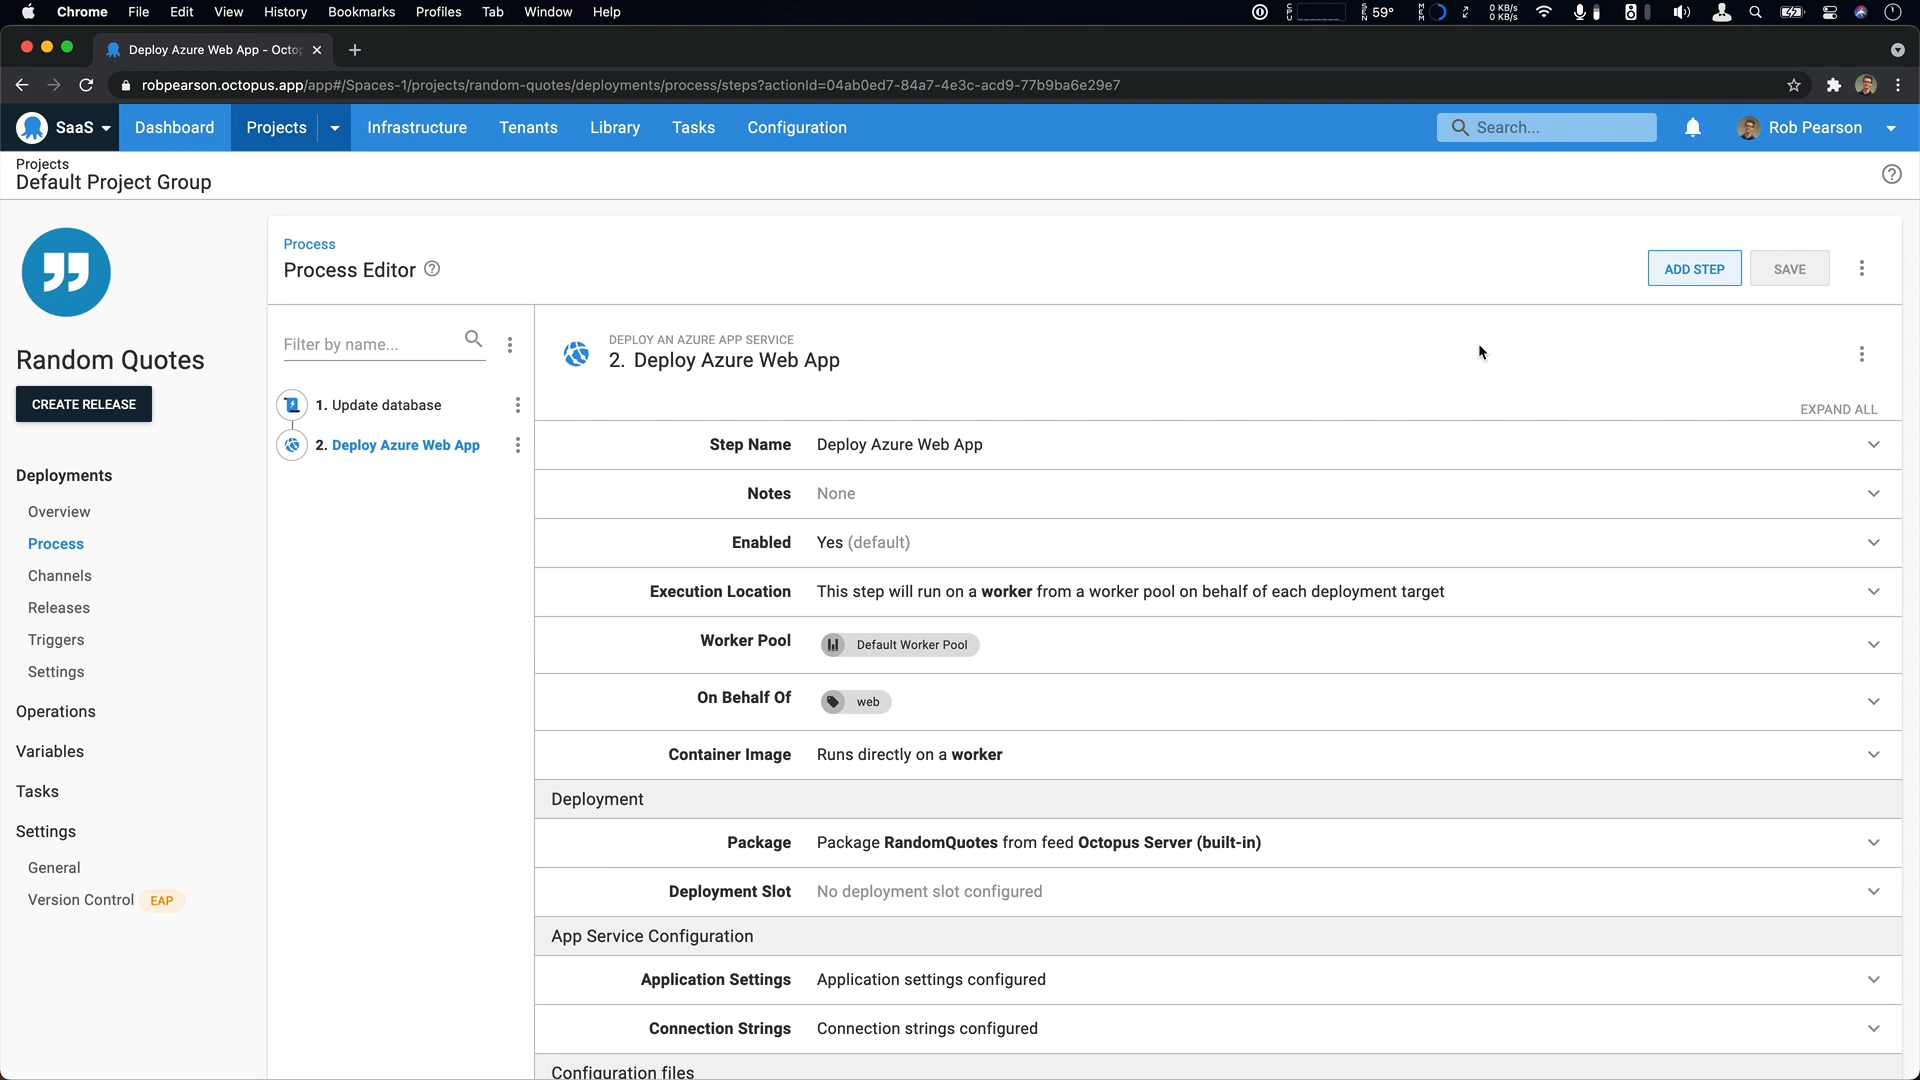 Chrome File Edit View History Bookmarks Profiles Tab Window Help 59° 0 KB/s 0 KB/s
Deploy Azure Web App - Octo
robpearson.octopus.app/app#/Spaces-1/projects/random-quotes/deployments/process/steps?actionId=04ab0ed7-84a7-4e3c-acd9-77b9ba6e29e7
SaaS Dashboard Projects Infrastructure Tenants Library Tasks Configuration Search... Rob Pearson
Projects
Default Project Group
Random Quotes
CREATE RELEASE
Deployments
Overview
Process
Channels
Releases
Triggers
Settings
Operations
Variables
Tasks
Settings
General
Version Control EAP
Process
Process Editor
ADD STEP SAVE
Filter by name...
1. Update database
2. Deploy Azure Web App
DEPLOY AN AZURE APP SERVICE
2. Deploy Azure Web App
EXPAND ALL
Step Name Deploy Azure Web App
Notes None
Enabled Yes (default)
Execution Location This step will run on a worker from a worker pool on behalf of each deployment target
Worker Pool Default Worker Pool
On Behalf Of web
Container Image Runs directly on a worker
Deployment
Package Package RandomQuotes from feed Octopus Server (built-in)
Deployment Slot No deployment slot configured
App Service Configuration
Application Settings Application settings configured
Connection Strings Connection strings configured
Configuration files